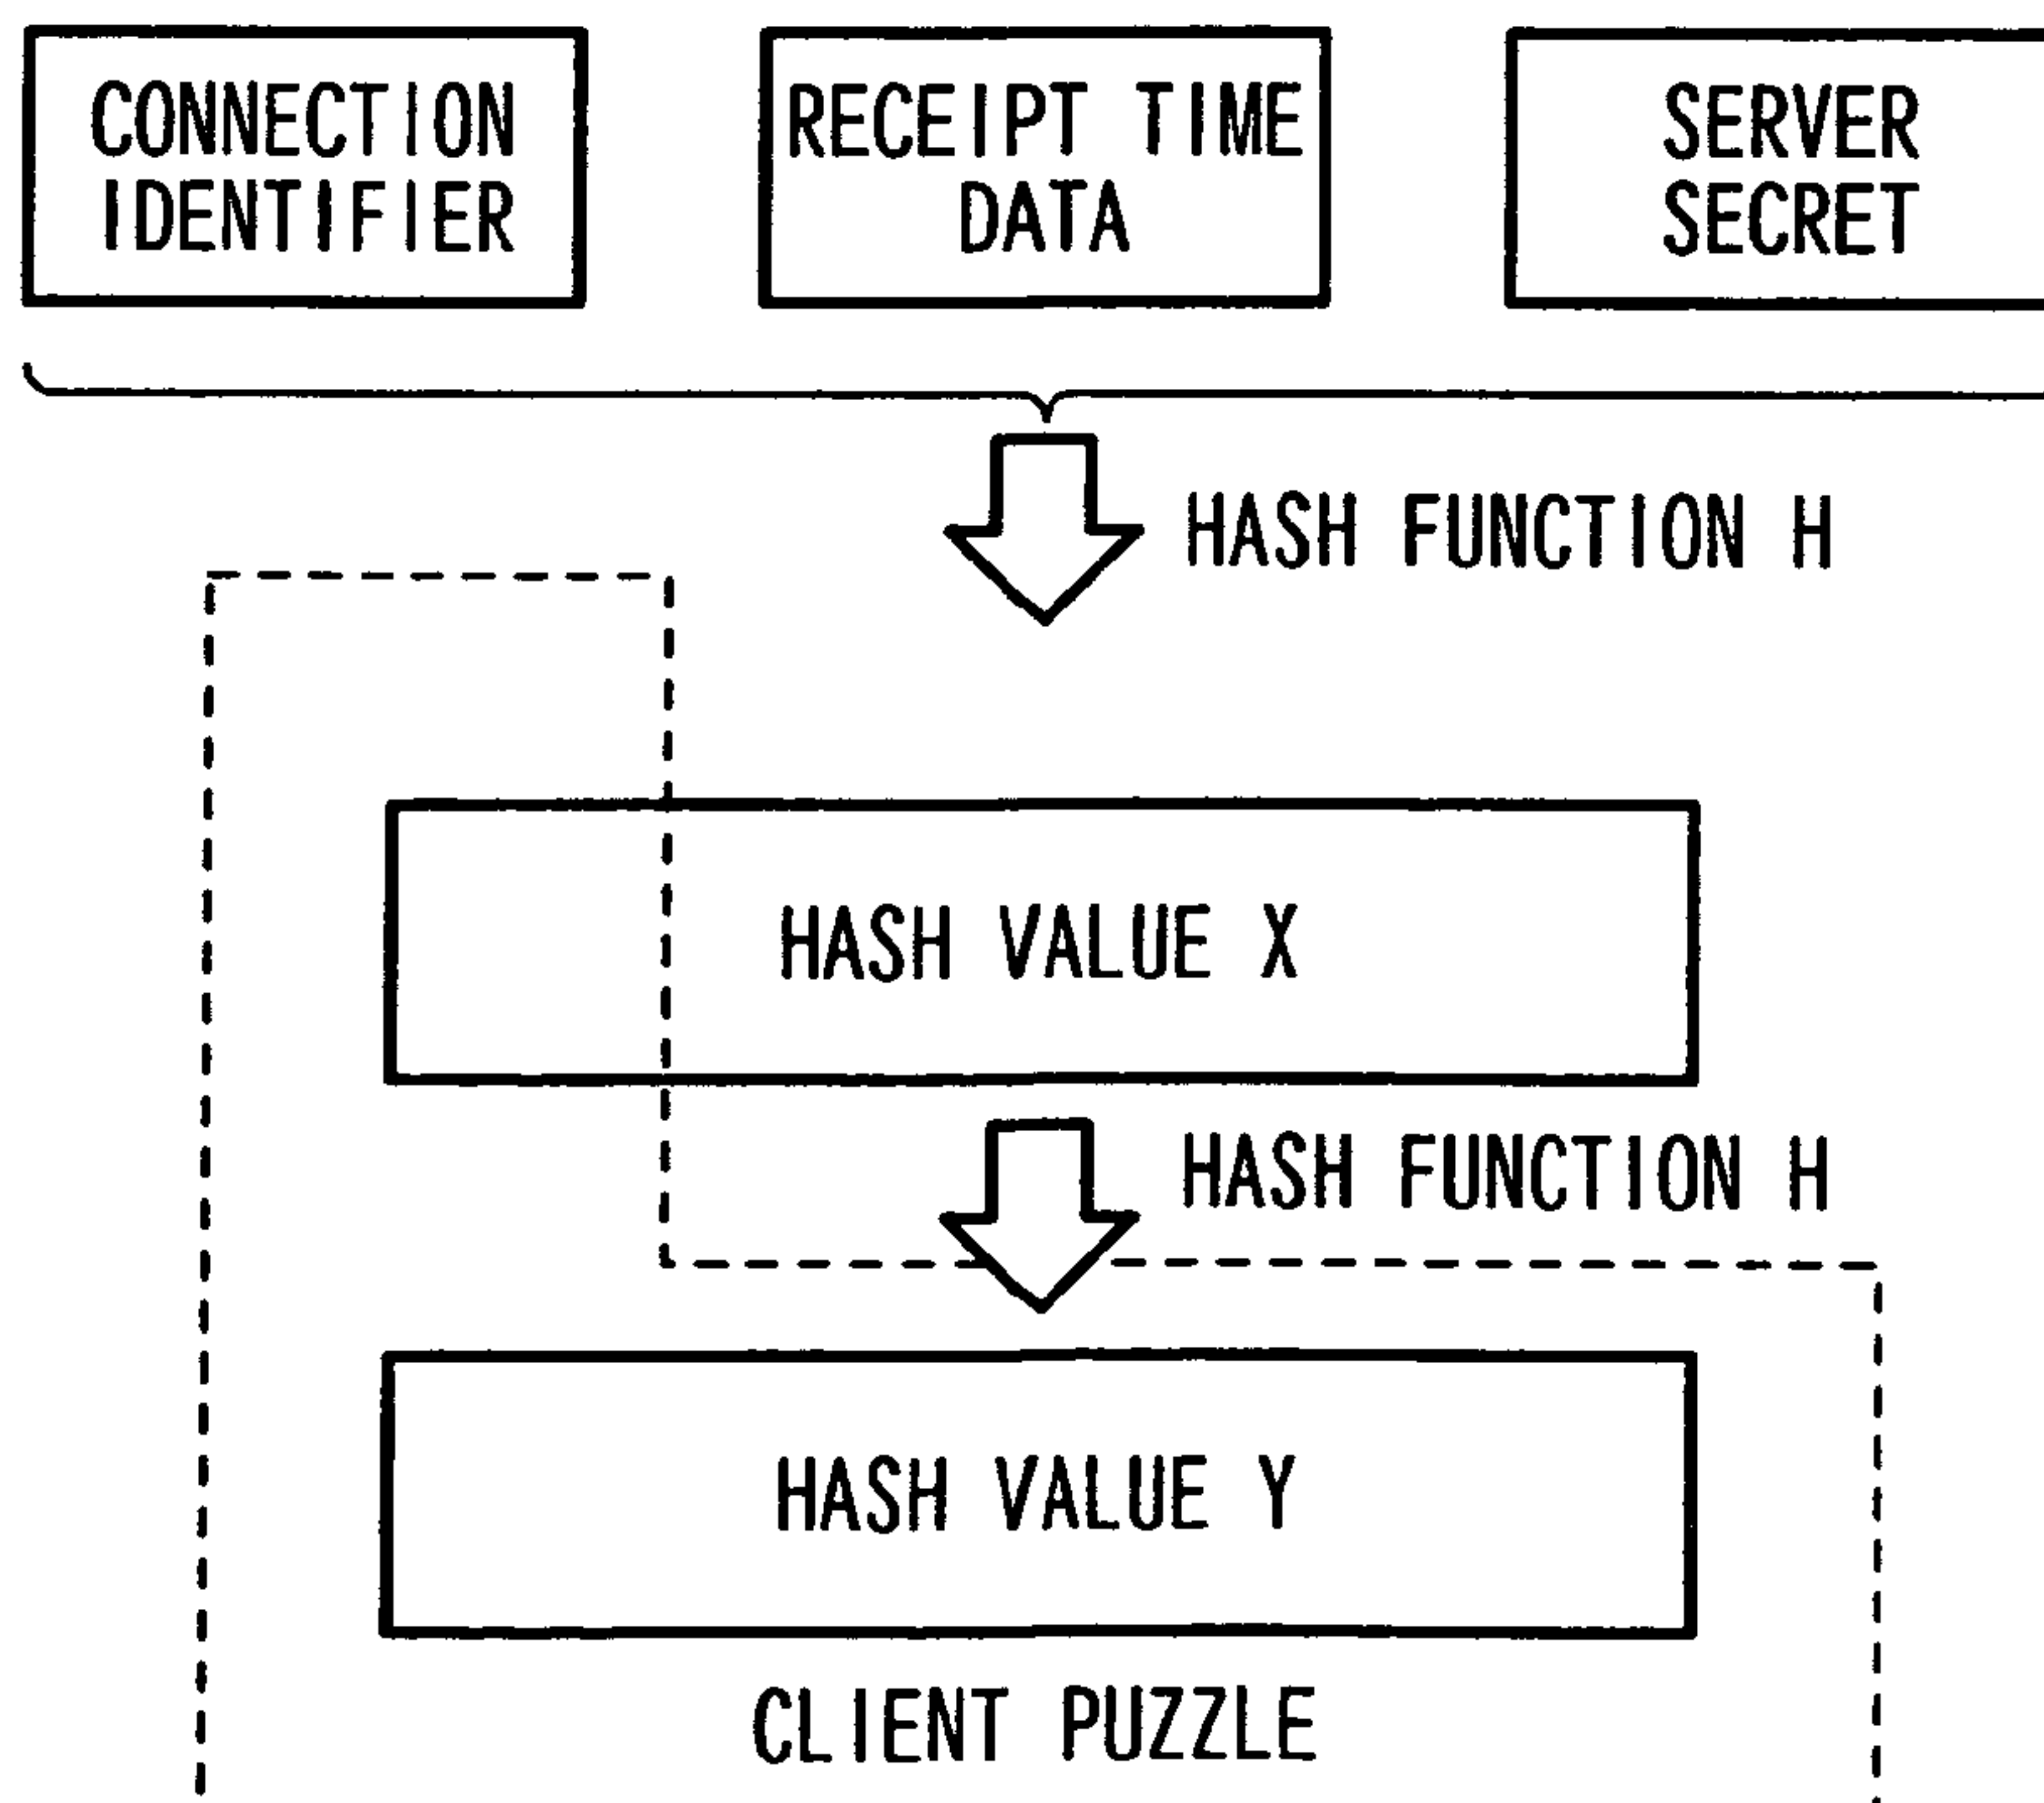 CONNECTION
IDENTIFIER
RECEIPT TIME
DATA
SERVER
SECRET
HASH FUNCTION H
HASH VALUE X
HASH FUNCTION H
HASH VALUE Y
CLIENT PUZZLE